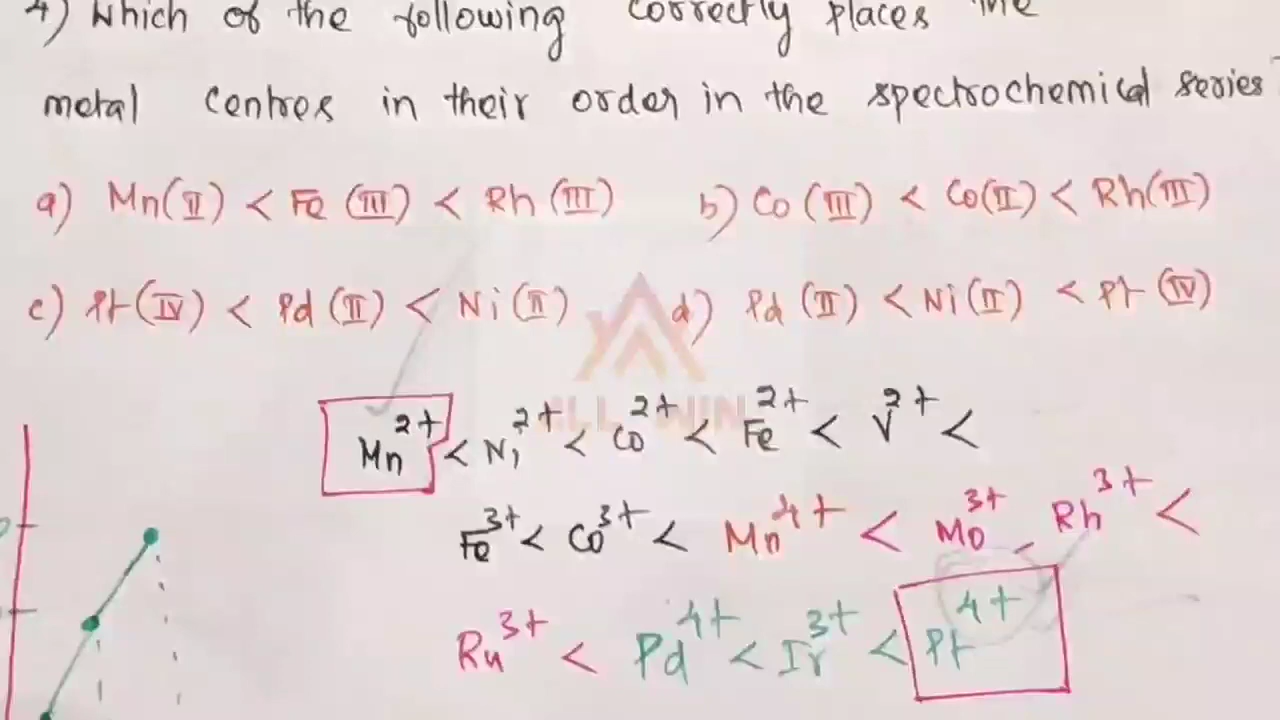 4) Which of the following correctly places the
metal centres in their order in the spectrochemical series
a) Mn(II) < Fe (III) < Rh (III) b) Co (III) < Co(II) < Rh(III)
c) Pt(IV) < Pd (II) < Ni (II) d) Pd (II) < Ni(II) < Pt (IV)
ALL WIN
Mn²⁺ < Ni²⁺ < Co²⁺ < Fe²⁺ < V²⁺ <
Fe³⁺ < Co³⁺ < Mn⁴⁺ < Mo³⁺ < Rh³⁺ <
Ru³⁺ < Pd⁴⁺ < Ir³⁺ < Pt⁴⁺